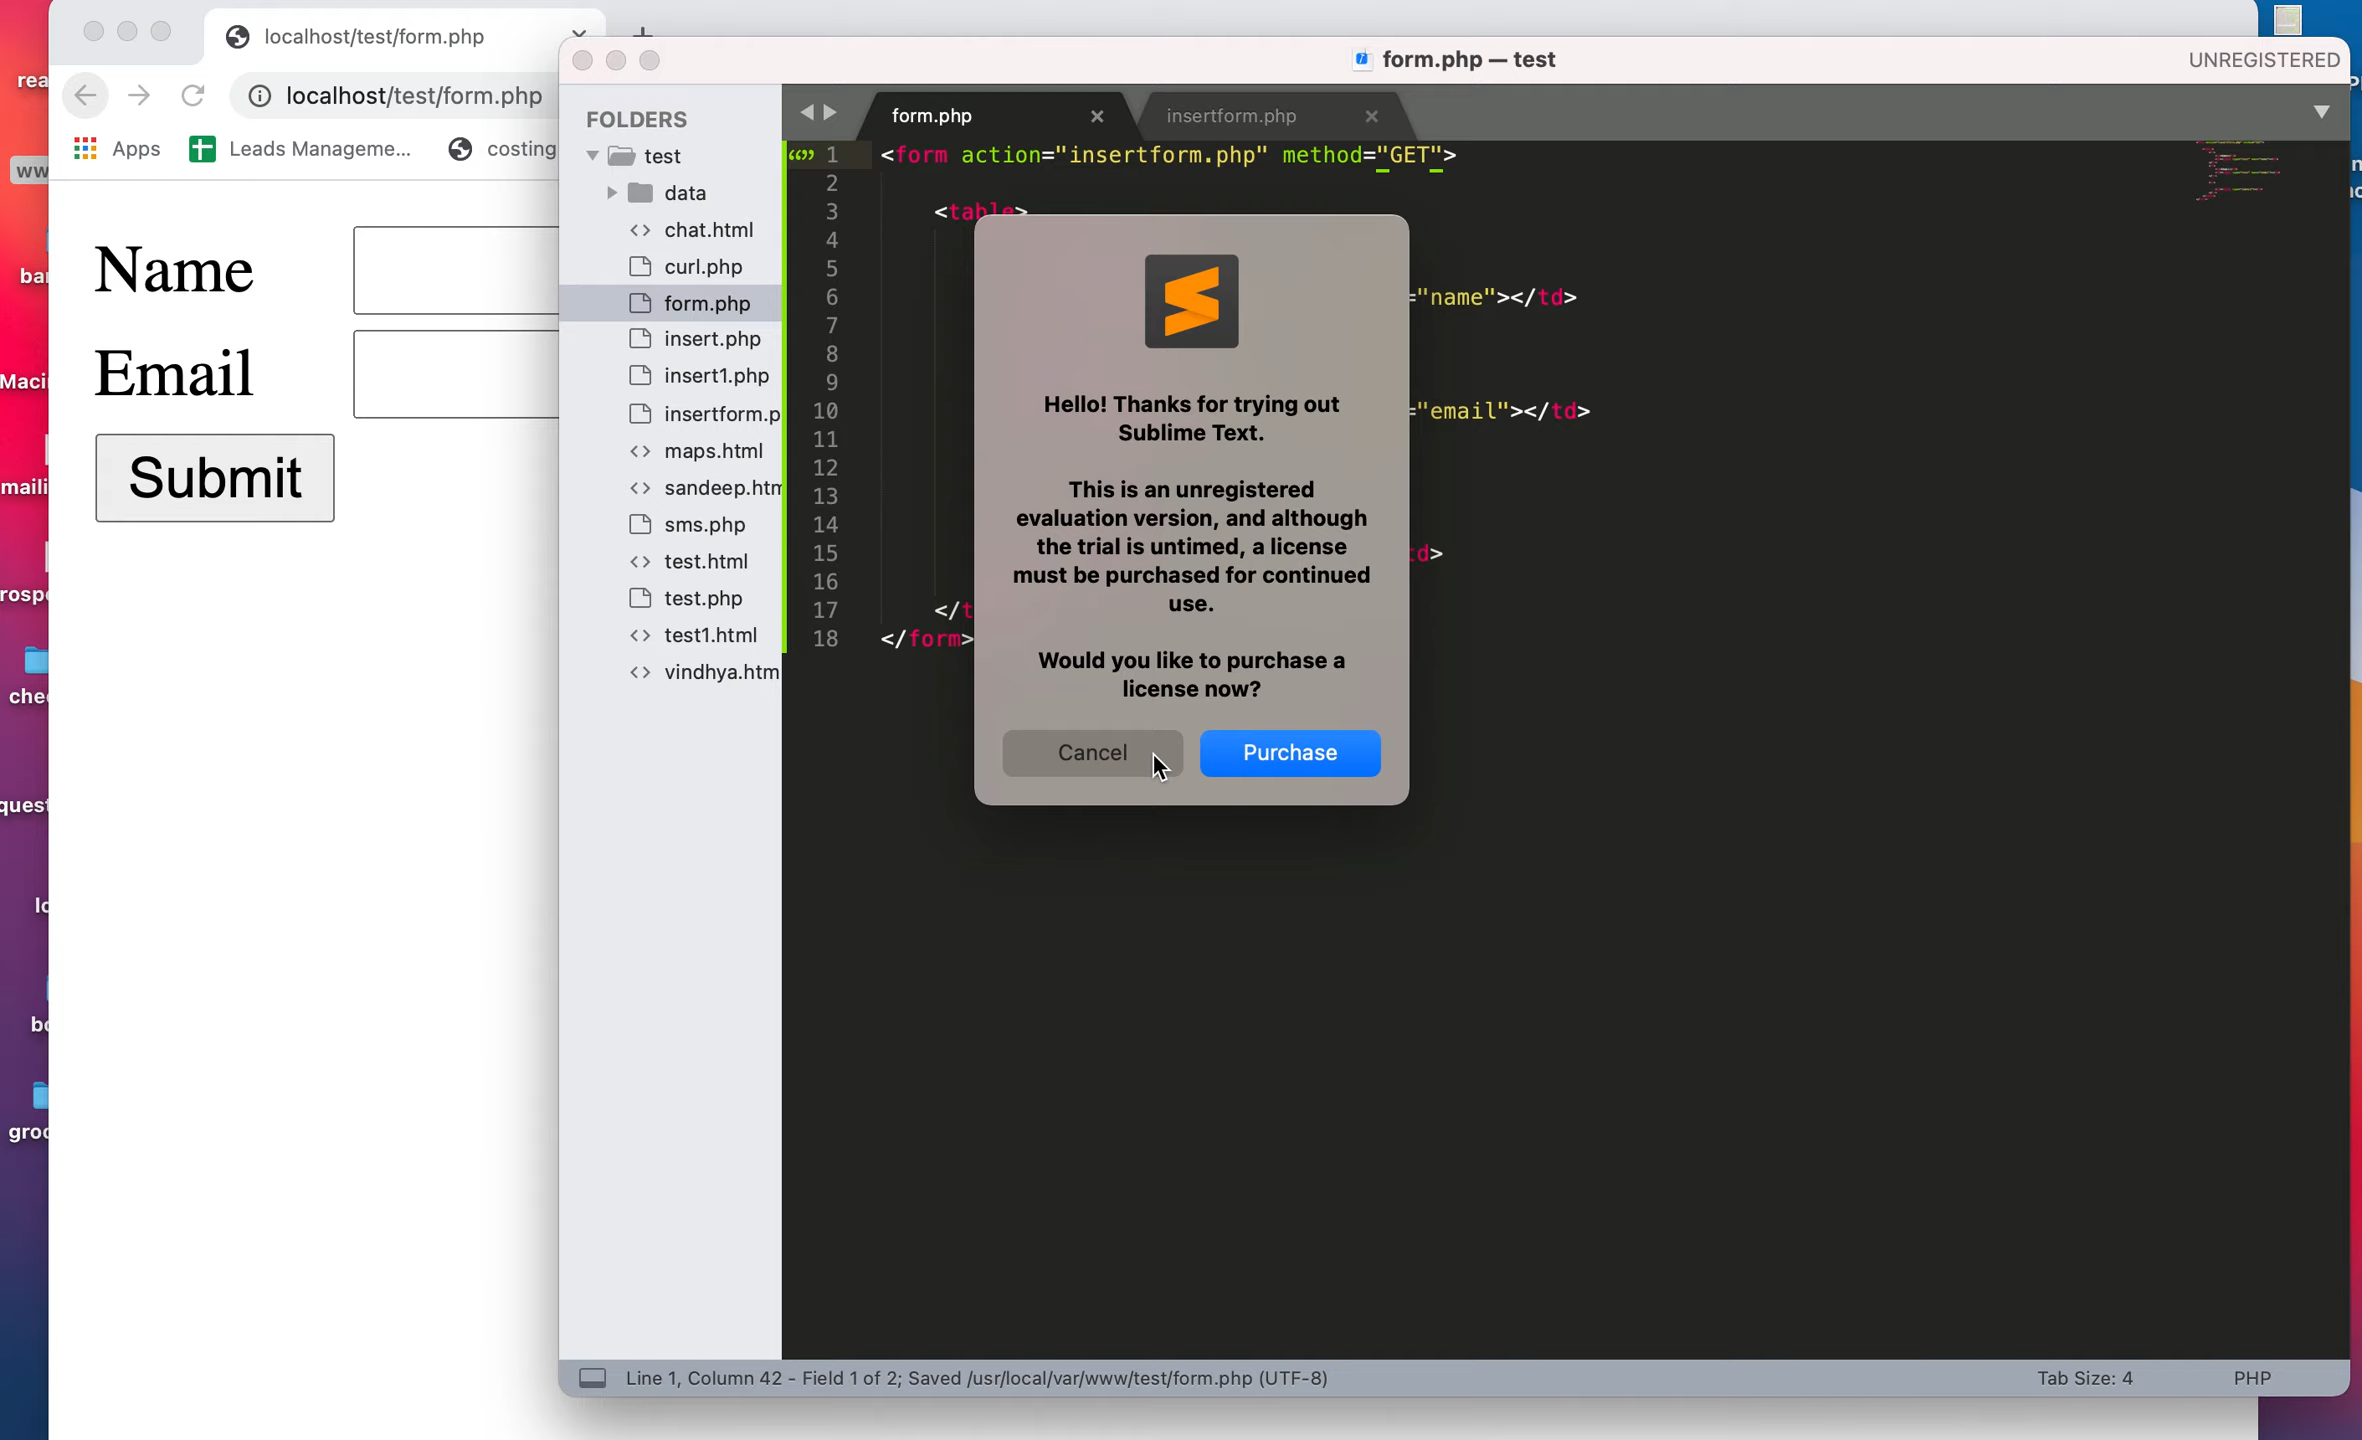 localhost/test/form.php
localhost/test/form.php
Apps
Leads Manageme...
costing
Name
Email
Submit
form.php — test
UNREGISTERED
FOLDERS
test
data
chat.html
curl.php
form.php
insert.php
insert1.php
insertform.p
maps.html
sandeep.htm
sms.php
test.html
test.php
test1.html
vindhya.htm
form.php
insertform.php
1 <form action="insertform.php" method="GET">
2
3 <table>
4
5
6 ="name"></td>
7
8
9
10 ="email"></td>
11
12
13
14
15 td>
16
17 </t
18 </form>
Hello! Thanks for trying out
Sublime Text.
This is an unregistered
evaluation version, and although
the trial is untimed, a license
must be purchased for continued
use.
Would you like to purchase a
license now?
Cancel
Purchase
Line 1, Column 42 - Field 1 of 2; Saved /usr/local/var/www/test/form.php (UTF-8)
Tab Size: 4
PHP